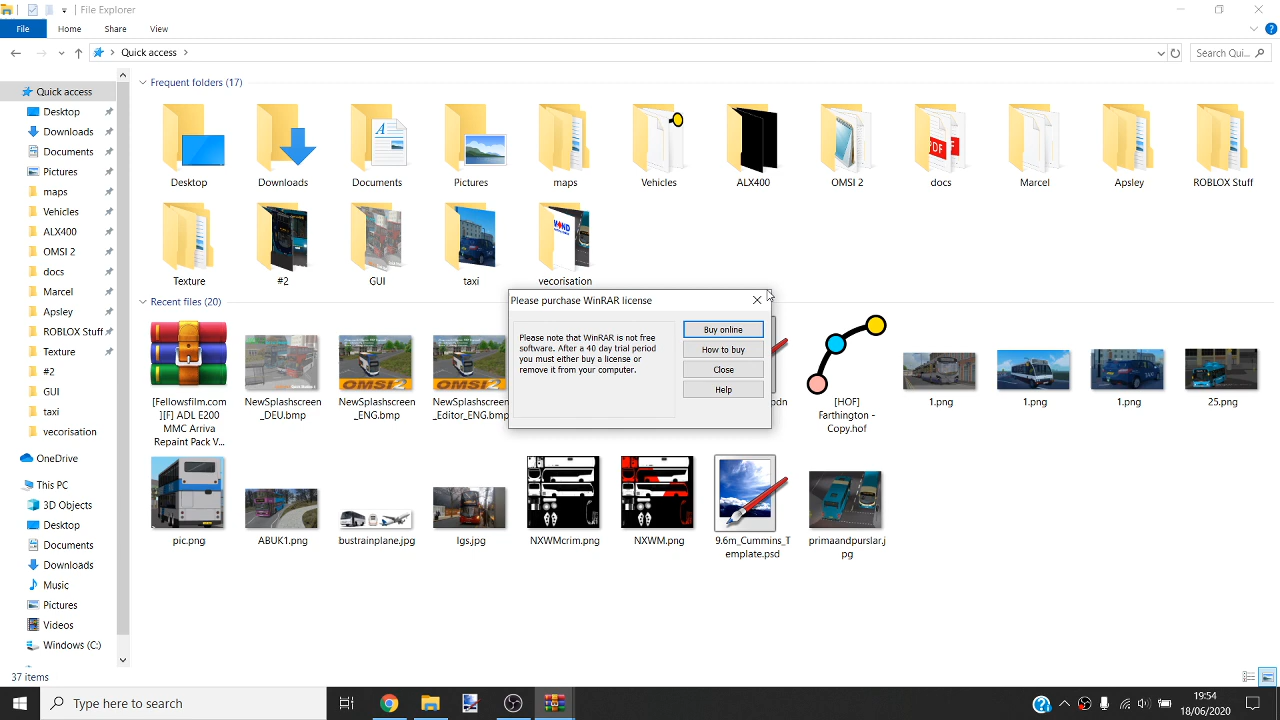 File Explorer
File Home Share View
Quick access
Search Qui...
Quick access
Desktop
Downloads
Documents
Pictures
maps
Vehicles
ALX400
OMSI 2
docs
Marcel
Apsley
ROBLOX Stuff
Texture
#2
GUI
taxi
vecorisation
OneDrive
This PC
3D Objects
Desktop
Documents
Downloads
Music
Pictures
Videos
Windows (C:)
Frequent folders (17)
Desktop Downloads Documents Pictures maps Vehicles ALX400 OMSI 2 docs Marcel Apsley ROBLOX Stuff
Texture #2 GUI taxi vecorisation
Recent files (20)
[Fellowsfilm.com
][F] ADL E200
MMC Arriva
Repaint Pack V...
NewSplashscreen
_DEU.bmp
NewSplashscreen
_ENG.bmp
NewSplashscreen
_Editor_ENG.bmp
pdn
[HOF]
Farthington -
Copy.hof
1.png
1.png
1.png
25.png
pic.png
ABUK1.png
bustrainplane.jpg
lgs.jpg
NXWMcrim.png
NXWM.png
9.6m_Cummins_T
emplate.psd
primaandpurslar.j
pg
Please purchase WinRAR license
Please note that WinRAR is not free
software. After a 40 day trial period
you must either buy a license or
remove it from your computer.
Buy online
How to buy
Close
Help
37 items
Type here to search
19:54
18/06/2020